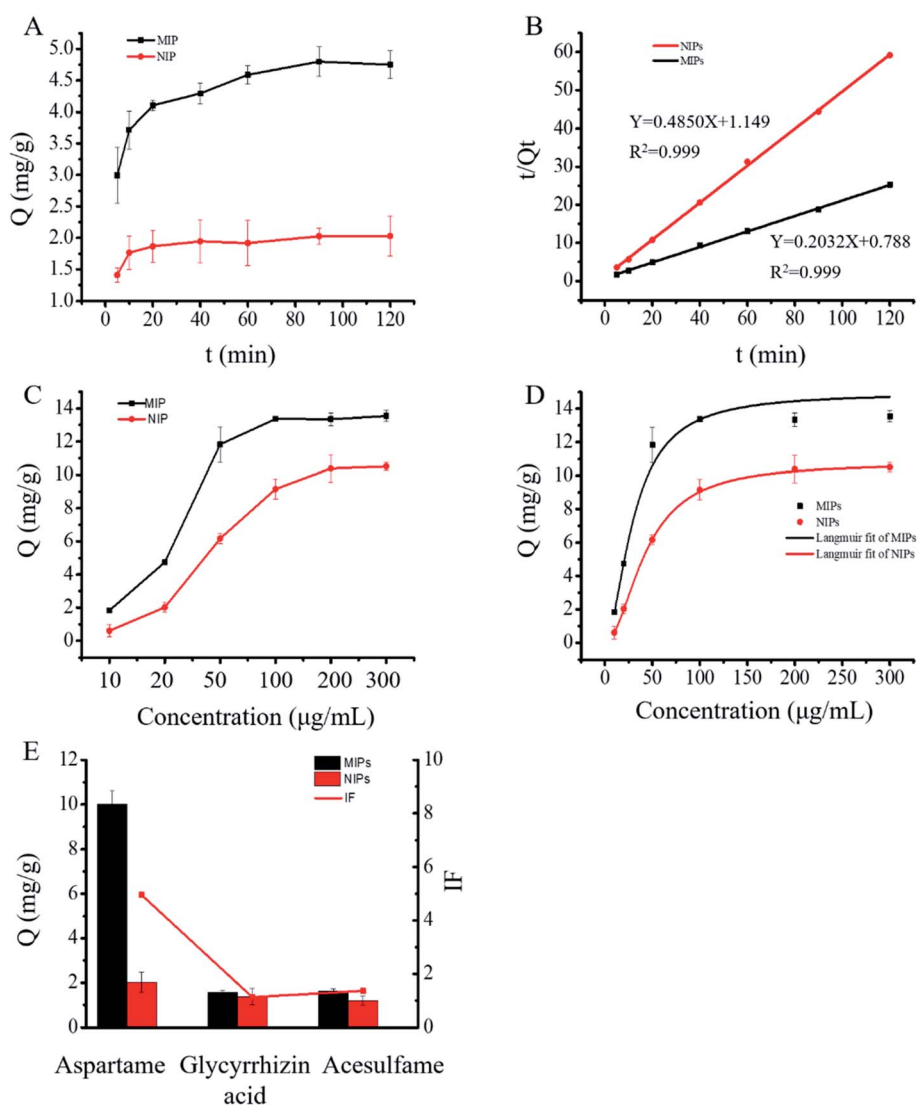 A
MIP
NIP
5.0
4.5
4.0
3.5
3.0
2.5
2.0
1.5
1.0
Q (mg/g)
0 20 40 60 80 100 120
t (min)
B
NIPs
MIPs
60
50
40
30
20
10
0
t/Qt
Y=0.4850X+1.149
R²=0.999
Y=0.2032X+0.788
R²=0.999
0 20 40 60 80 100 120
t (min)
C
MIP
NIP
14
12
10
8
6
4
2
0
Q (mg/g)
10 20 50 100 200 300
Concentration (μg/mL)
D
14
12
10
8
6
4
2
0
Q (mg/g)
MIPs
NIPs
Langmuir fit of MIPs
Langmuir fit of NIPs
0 50 100 150 200 250 300
Concentration (μg/mL)
E
MIPs
NIPs
IF
12
10
8
6
4
2
0
Q (mg/g)
10
8
6
4
2
0
IF
Aspartame Glycyrrhizin Acesulfame
acid